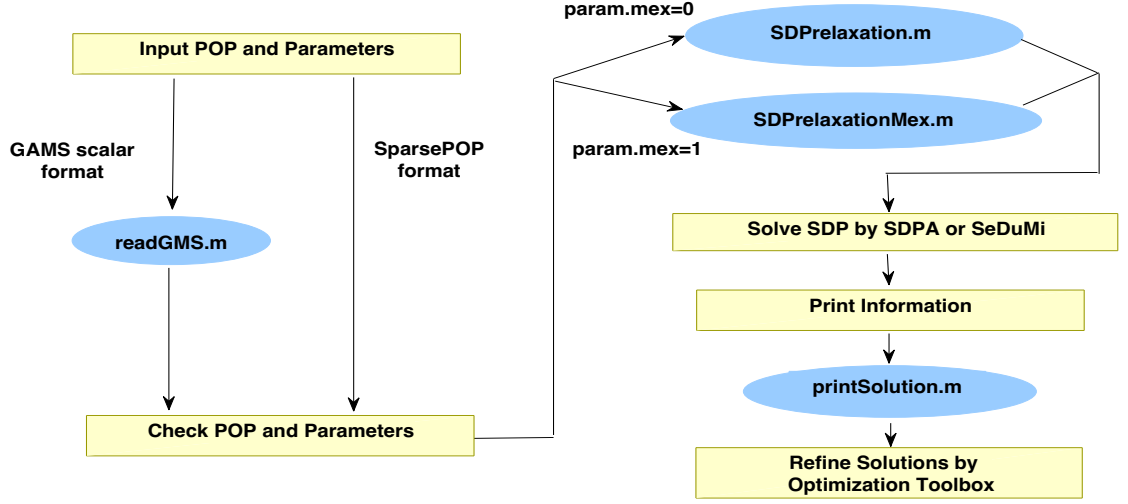 Input POP and Parameters
GAMS scalar
format
SparsePOP
format
readGMS.m
Check POP and Parameters
param.mex=0
SDPrelaxation.m
SDPrelaxationMex.m
param.mex=1
Solve SDP by SDPA or SeDuMi
Print Information
printSolution.m
Refine Solutions by
Optimization Toolbox